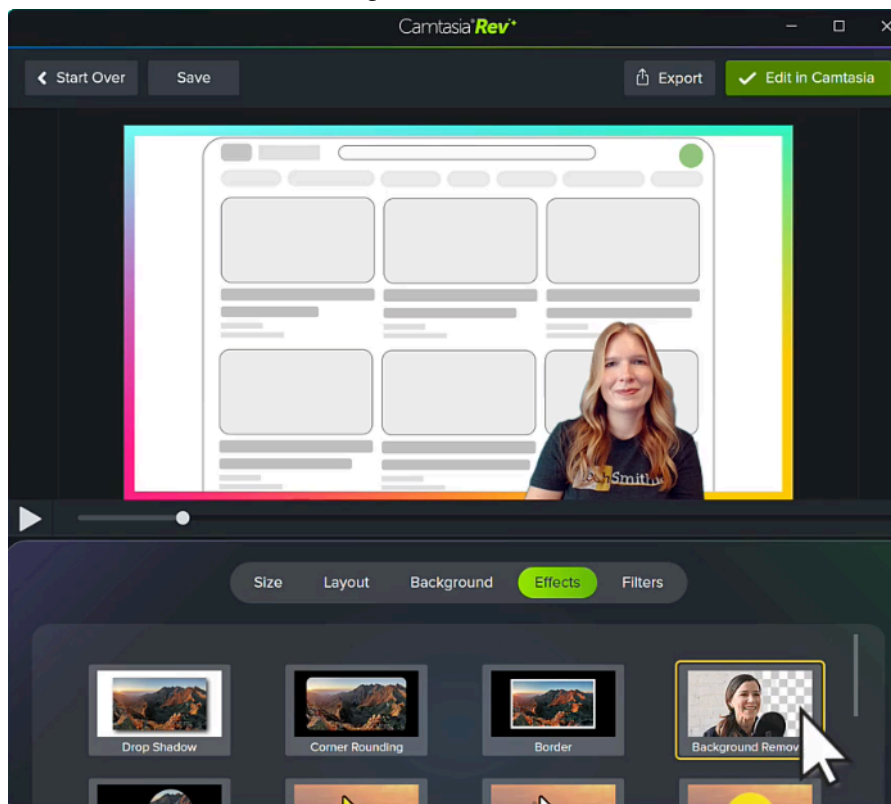 Camtasia® Rev
Start Over Save Export Edit in Camtasia
Size Layout Background Effects Filters
Drop Shadow Corner Rounding Border Background Remov